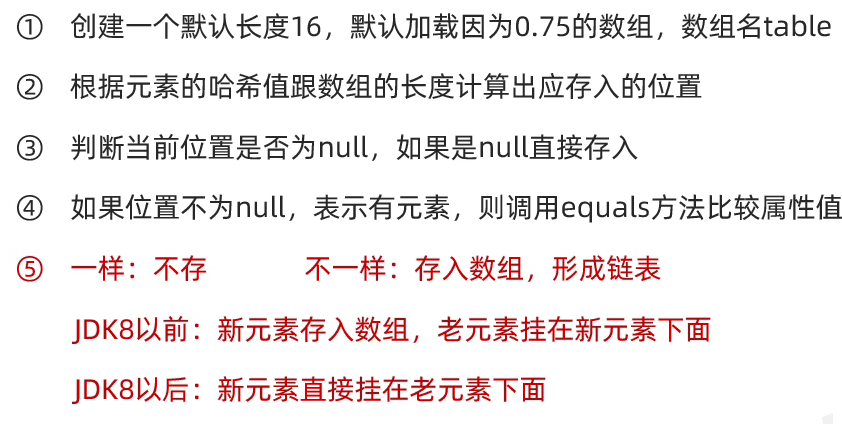 ① 创建一个默认长度16，默认加载因为0.75的数组，数组名table
② 根据元素的哈希值跟数组的长度计算出应存入的位置
③ 判断当前位置是否为null，如果是null直接存入
④ 如果位置不为null，表示有元素，则调用equals方法比较属性值
⑤ 一样：不存 不一样：存入数组，形成链表
JDK8以前：新元素存入数组，老元素挂在新元素下面
JDK8以后：新元素直接挂在老元素下面